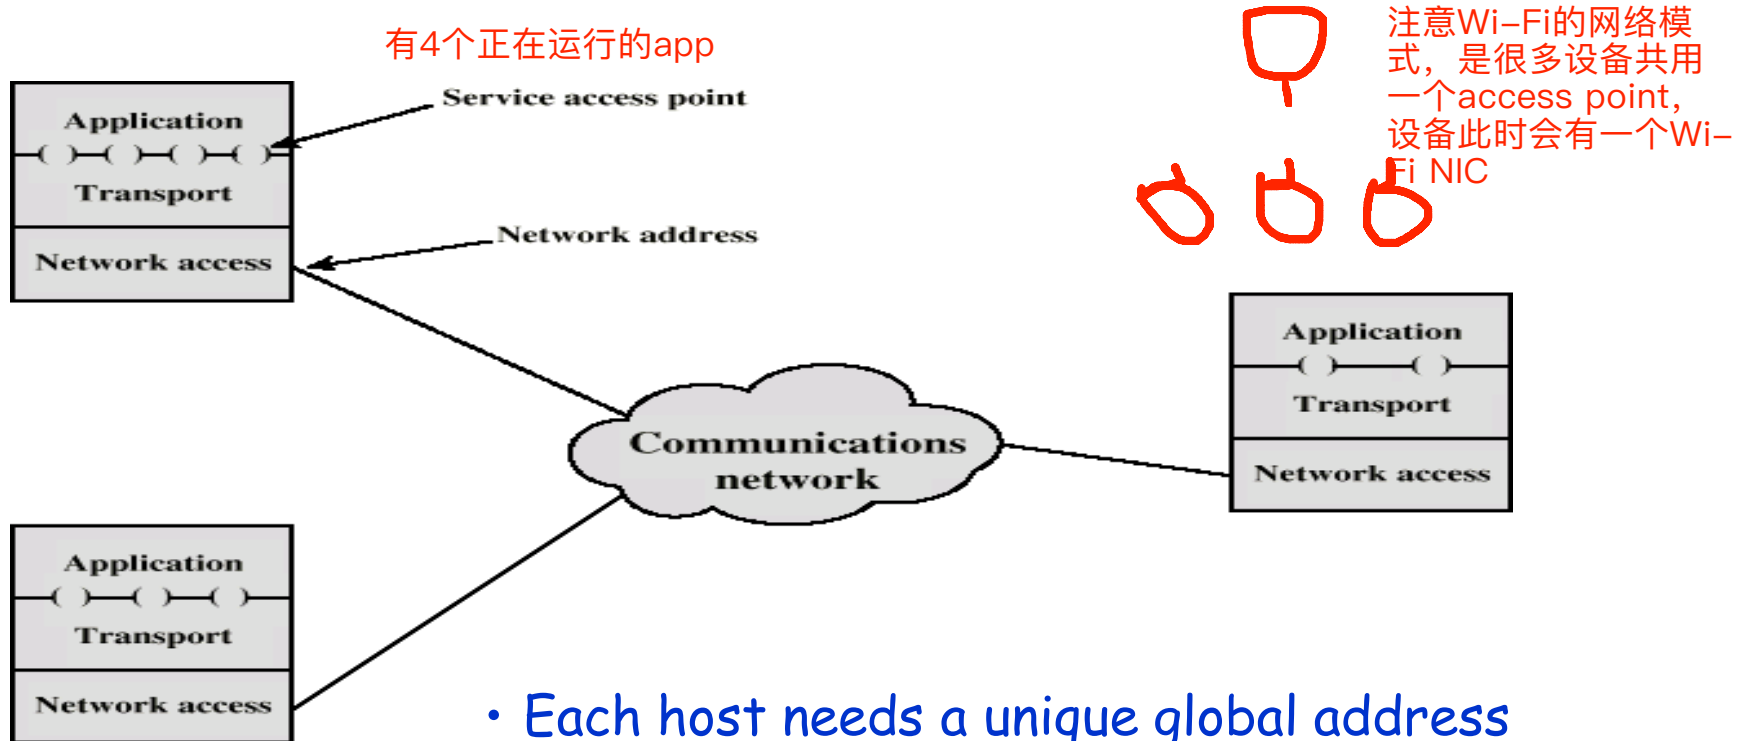 有4个正在运行的app
注意Wi-Fi的网络模
式，是很多设备共用
一个access point，
设备此时会有一个Wi-
Fi NIC
Service access point
Application
Transport
Network address
Network access
Application
Transport
Network access
Communications
network
Application
Transport
Network access
• Each host needs a unique global address